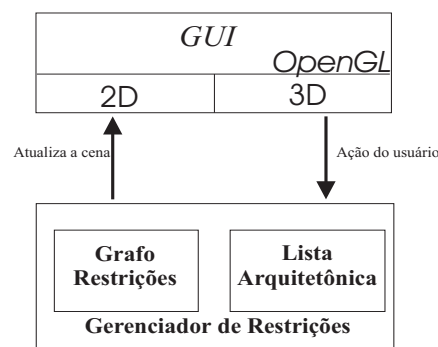 GUI
OpenGL
2D
3D
Atualiza a cena
Ação do usuário
Grafo
Restrições
Lista
Arquitetônica
Gerenciador de Restrições